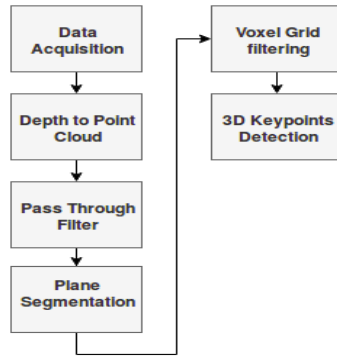 Data
Acquisition
Depth to Point
Cloud
Pass Through
Filter
Plane
Segmentation
Voxel Grid
filtering
3D Keypoints
Detection